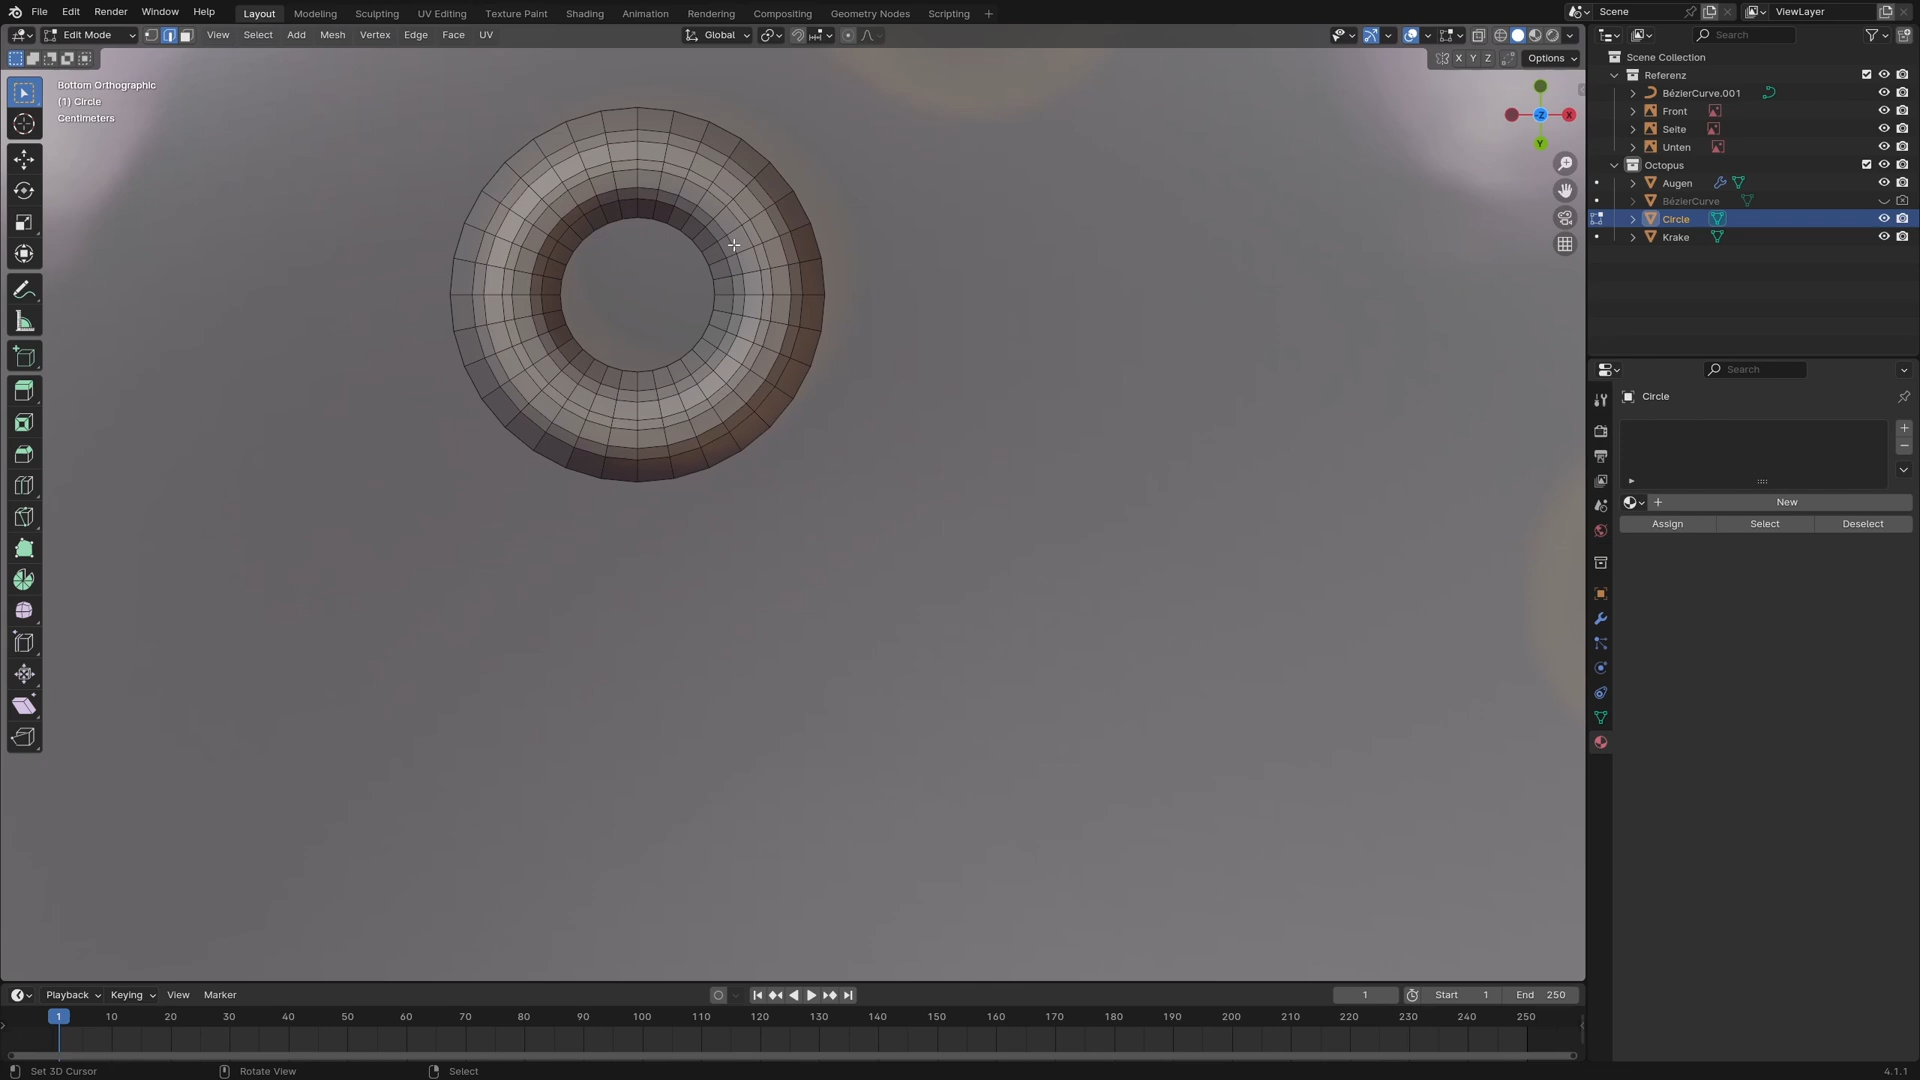 File Edit Render Window Help Layout Modeling Sculpting UV Editing Texture Paint Shading Animation Rendering Compositing Geometry Nodes Scripting + Scene ViewLayer
Edit Mode View Select Add Mesh Vertex Edge Face UV Global Search
X Y Z Options
Bottom Orthographic
(1) Circle
Centimeters
-Z X
Y
Scene Collection
Referenz
BézierCurve.001
Front
Seite
Unten
Octopus
Augen
BézierCurve
Circle
Krake
Search
Circle
New
Assign Select Deselect
Playback Keying View Marker 1 Start 1 End 250
1 10 20 30 40 50 60 70 80 90 100 110 120 130 140 150 160 170 180 190 200 210 220 230 240 250
Set 3D Cursor Rotate View Select 4.1.1